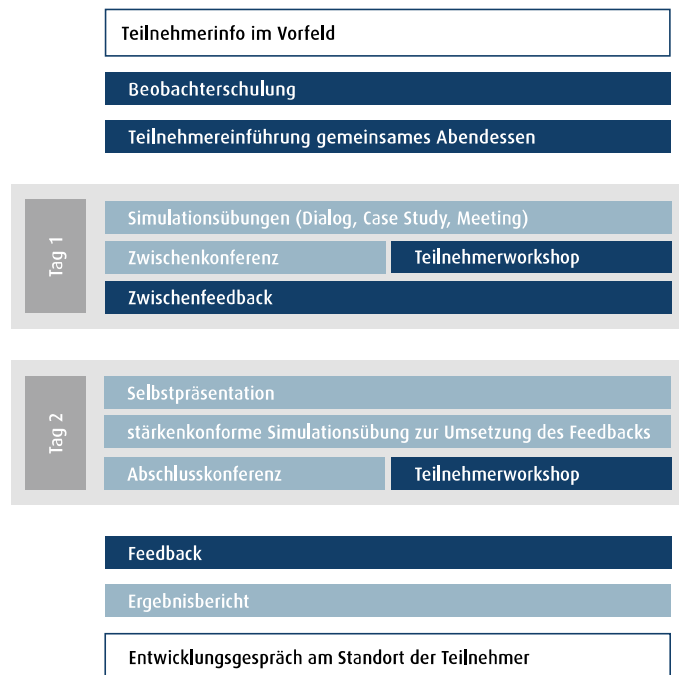 Teilnehmerinfo im Vorfeld
Beobachterschulung
Teilnehmereinführung gemeinsames Abendessen
Tag 1
Simulationsübungen (Dialog, Case Study, Meeting)
Zwischenkonferenz
Teilnehmerworkshop
Zwischenfeedback
Tag 2
Selbstpräsentation
stärkenkonforme Simulationsübung zur Umsetzung des Feedbacks
Abschlusskonferenz
Teilnehmerworkshop
Feedback
Ergebnisbericht
Entwicklungsgespräch am Standort der Teilnehmer